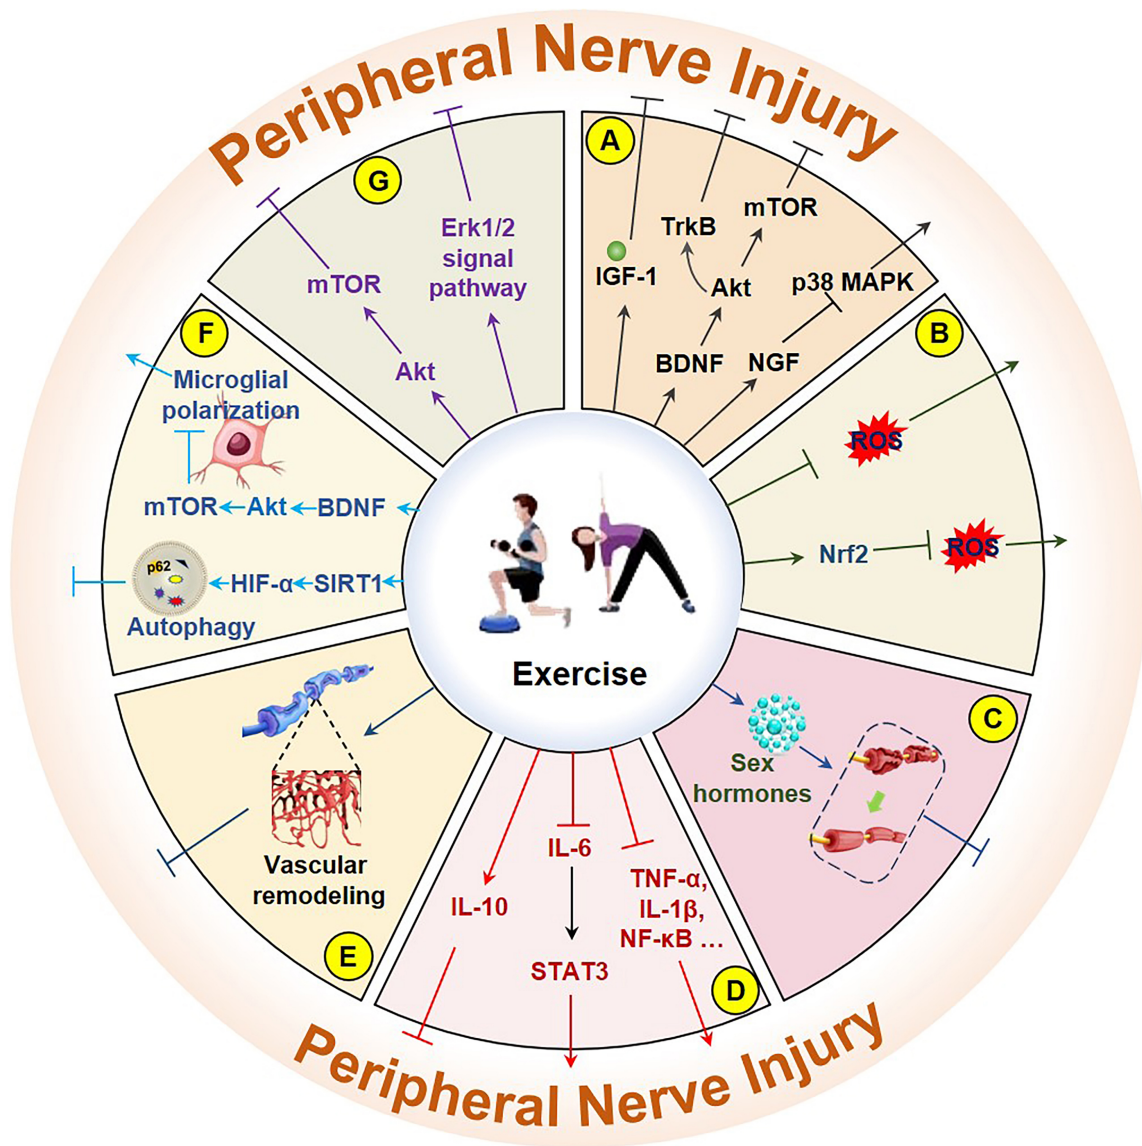 Peripheral Nerve Injury
A
IGF-1
TrkB
mTOR
Akt
p38 MAPK
BDNF
NGF
B
ROS
Nrf2
ROS
C
Sex
hormones
D
IL-6
STAT3
TNF-α,
IL-1β,
NF-κB ...
IL-10
E
Vascular
remodeling
F
Microglial
polarization
mTOR
Akt
BDNF
p62
HIF-α
SIRT1
Autophagy
G
Erk1/2
signal
pathway
mTOR
Akt
Exercise
Peripheral Nerve Injury